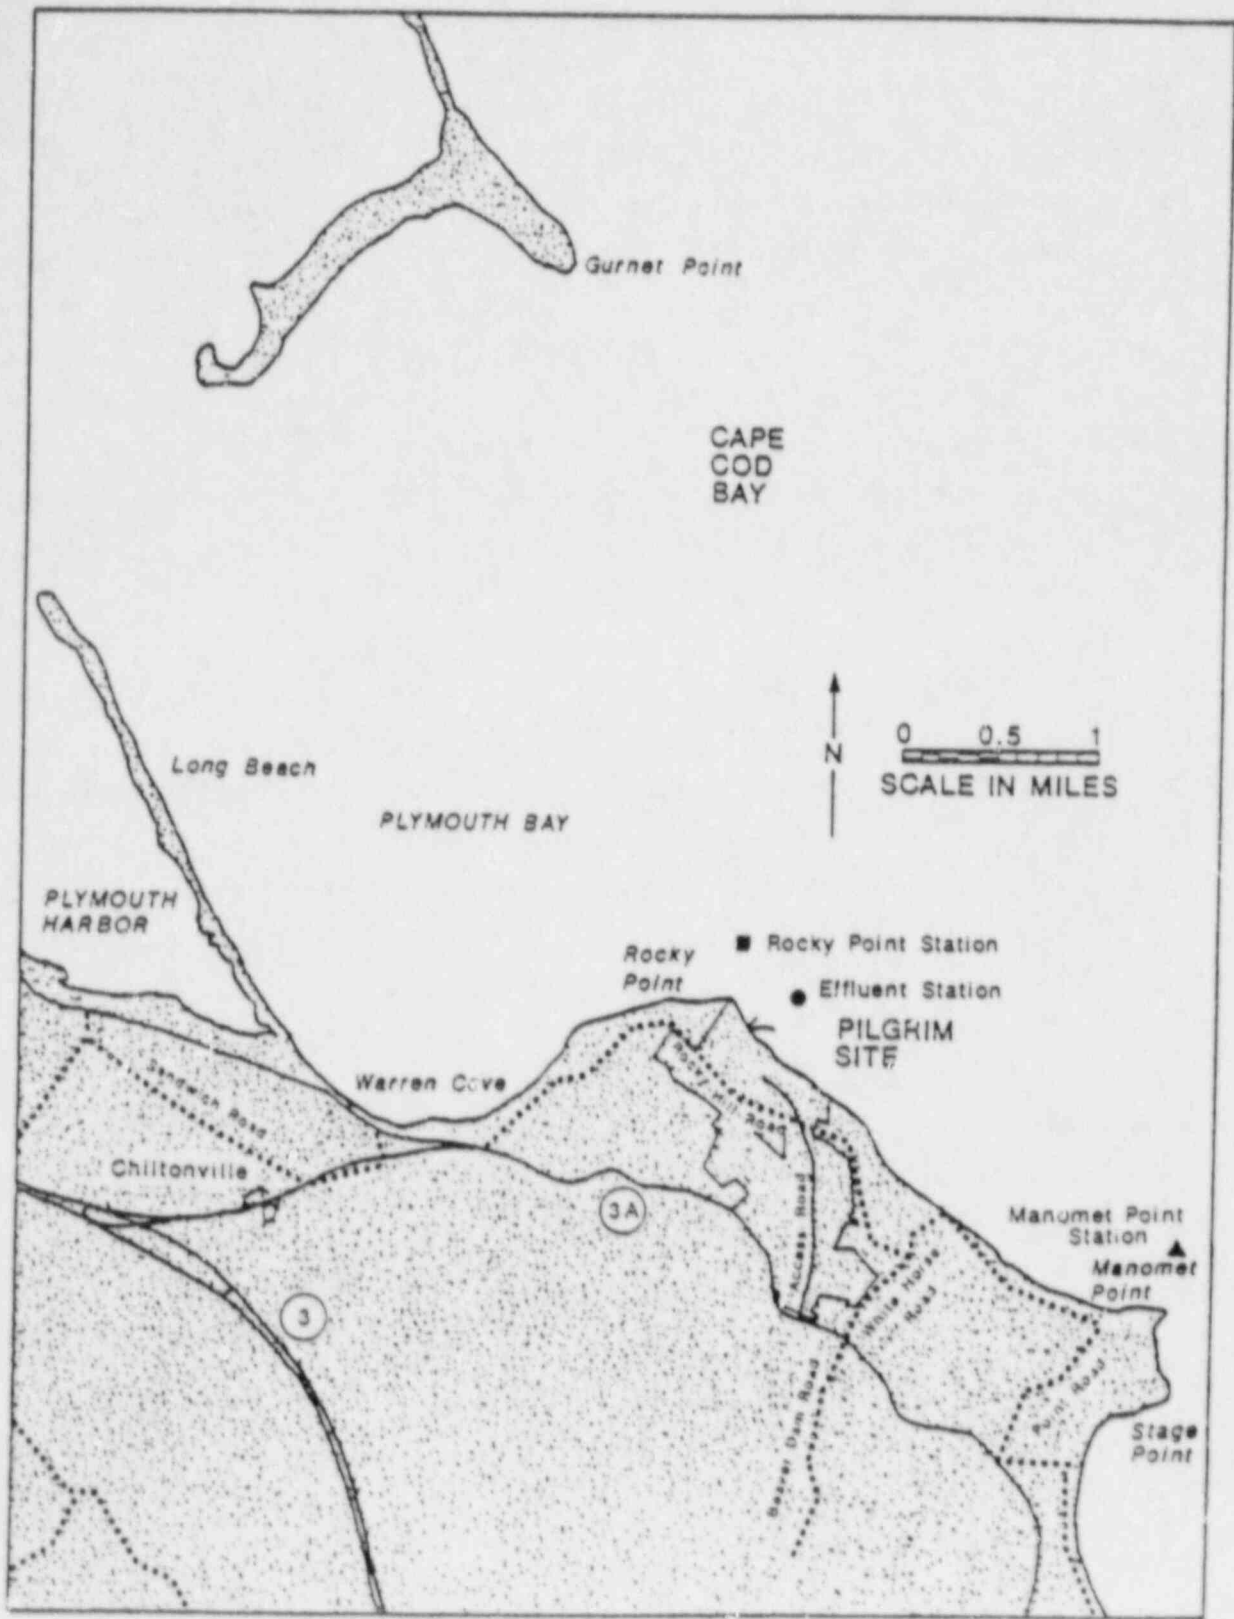 Gurnet Point
CAPE
COD
BAY
Long Beach
N
0 0.5 1
SCALE IN MILES
PLYMOUTH BAY
PLYMOUTH
HARBOR
Rocky
Point
Rocky Point Station
Effluent Station
PILGRIM
SITE
Warren Cove
Rocky Hill Road
Sandwich Road
Chiltonville
3A
Access Road
Manomet Point
Station
Manomet
Point
White Horse
Road
3
Beaver Dam Road
Point Road
Stage
Point